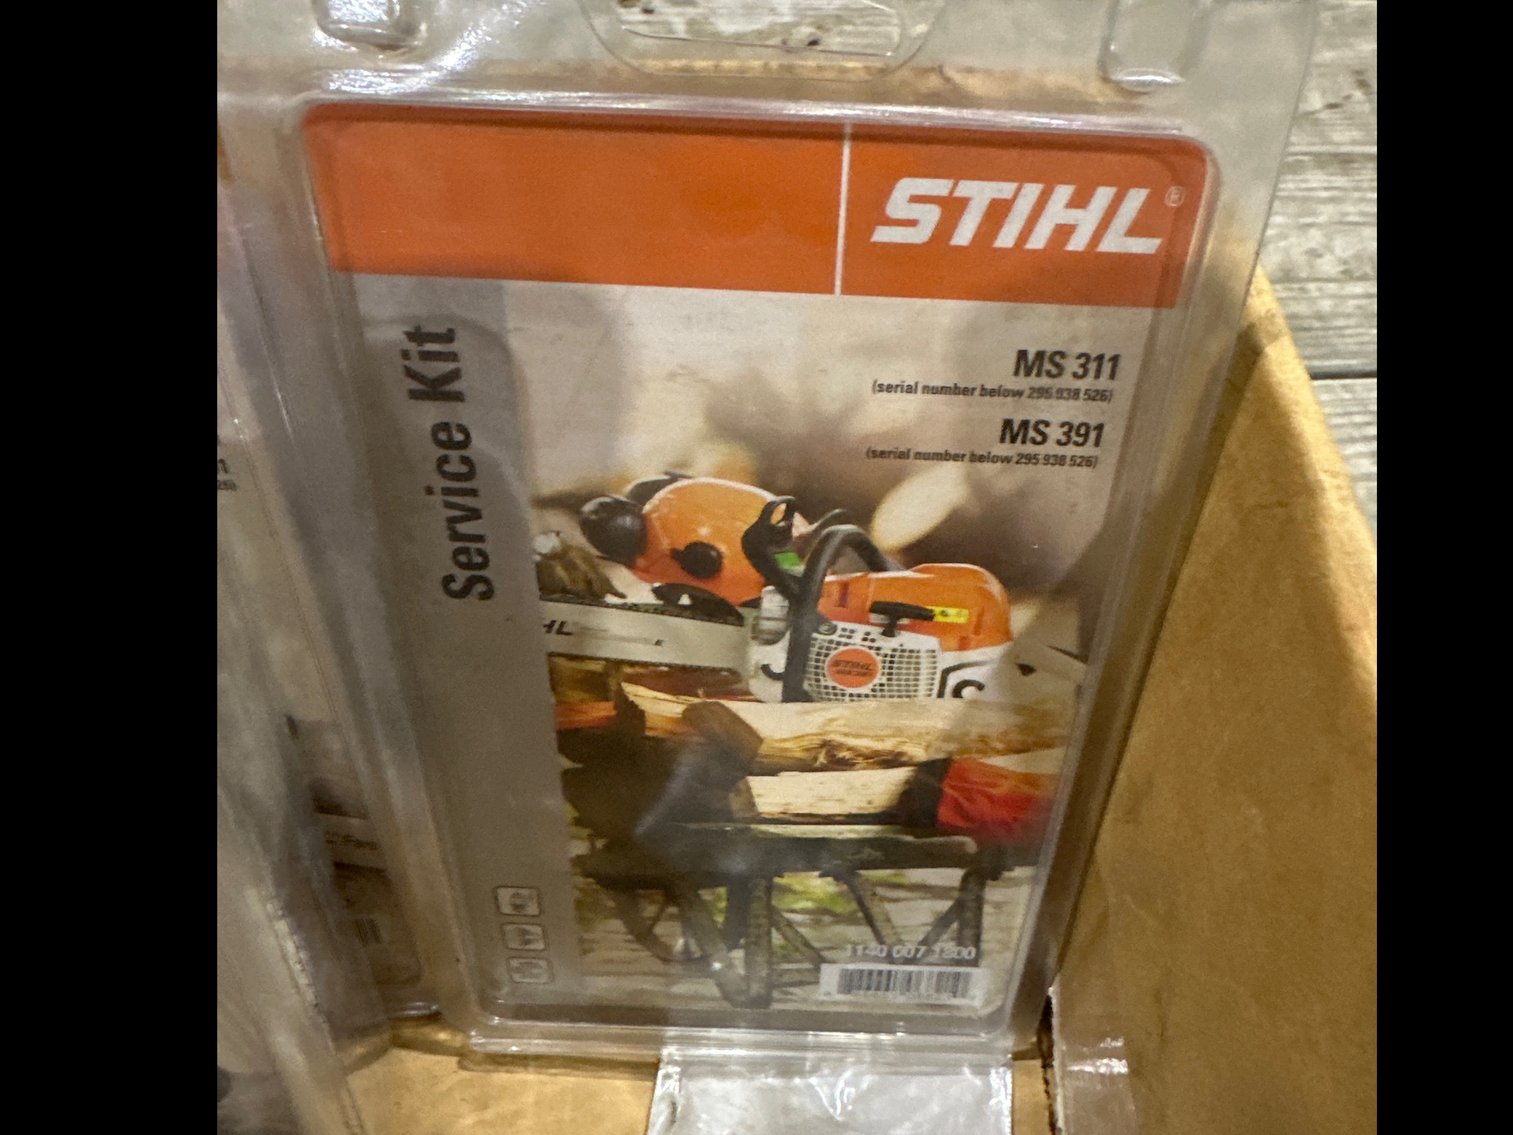 STIHL®
MS 311
(serial number below 295 938 526)
MS 391
(serial number below 295 938 526)
Service Kit
STIHL
1140 007 1800